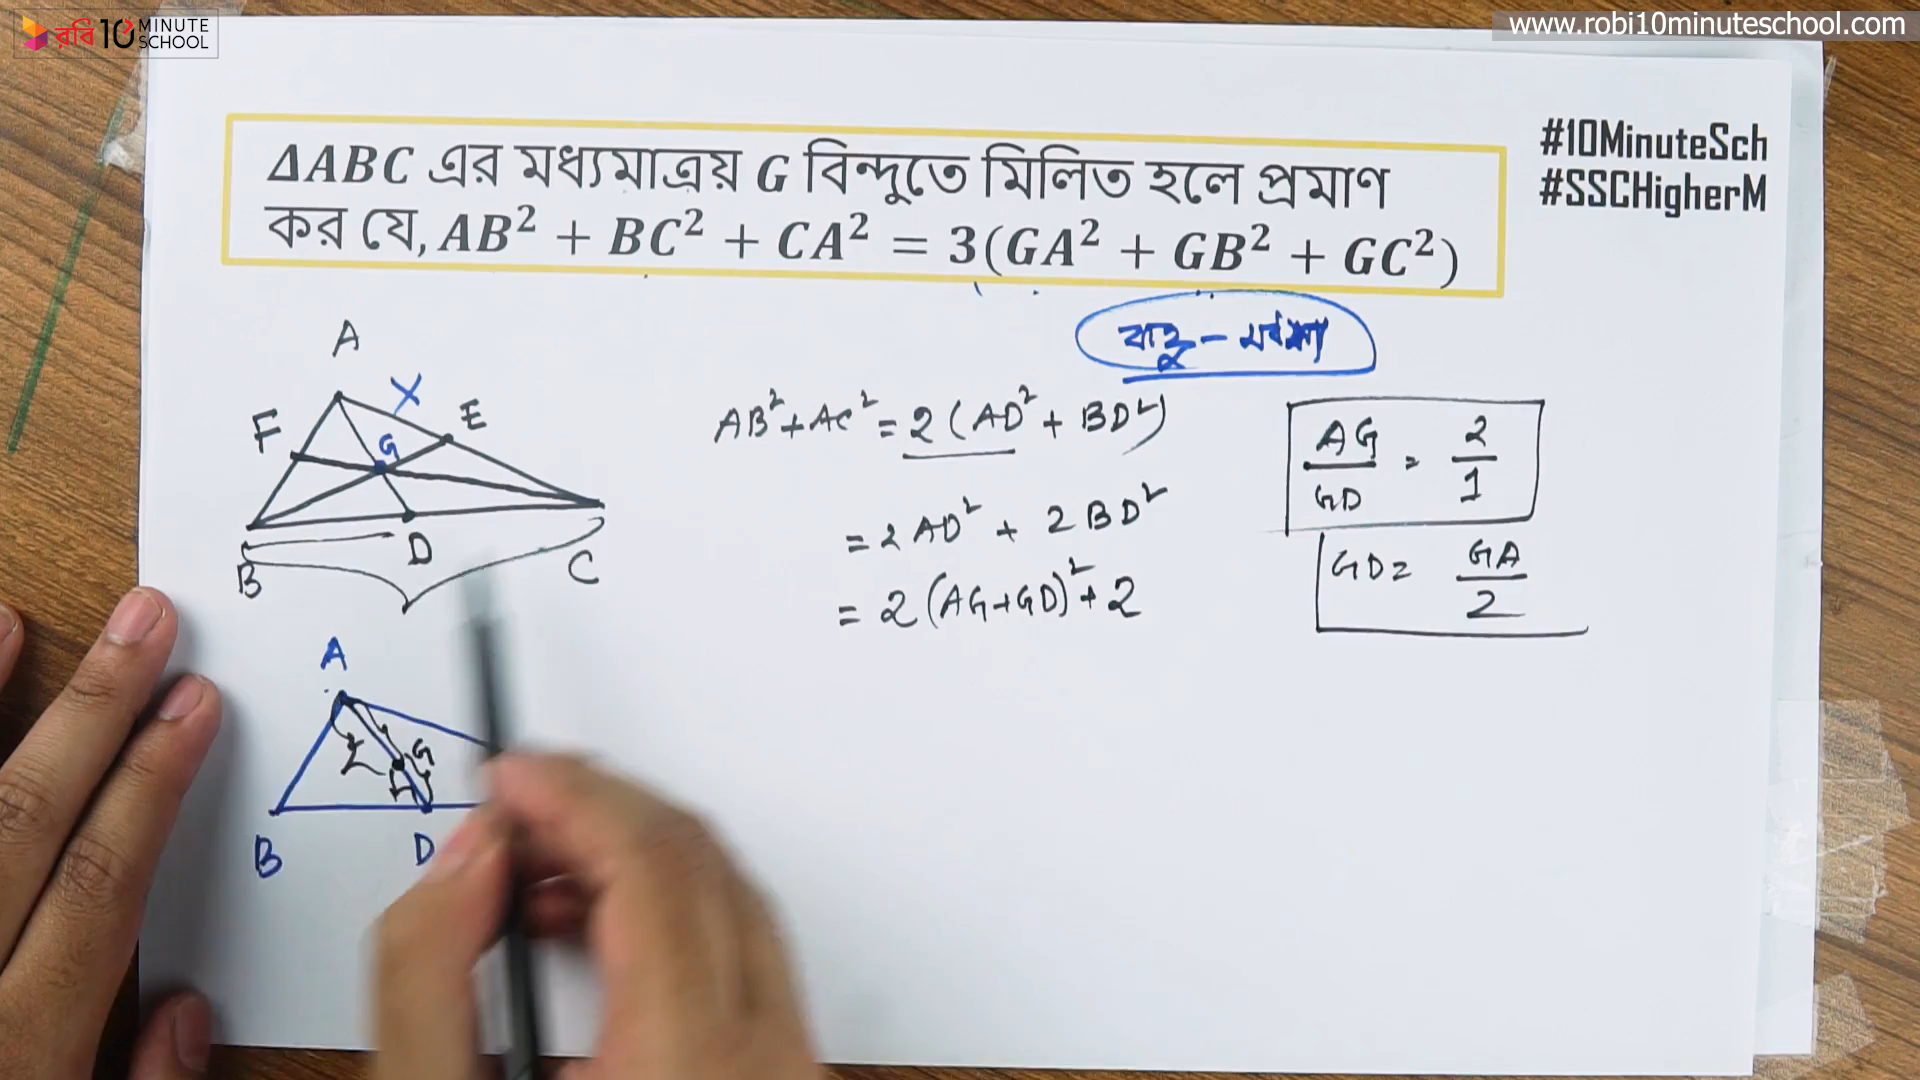 রবি 10 MINUTE SCHOOL
www.robi10minuteschool.com
#10MinuteSch
#SSCHigherM
ΔABC এর মধ্যমাত্রয় G বিন্দুতে মিলিত হলে প্রমাণ
কর যে, AB² + BC² + CA² = 3(GA² + GB² + GC²)
বাহু -
A
X
F
E
G
B
D
C
AB² + AC² = 2(AD² + BD²)
= 2AD² + 2BD²
= 2(AG+GD)² + 2
AG/GD = 2/1
GD = GA/2
A
G
B
D